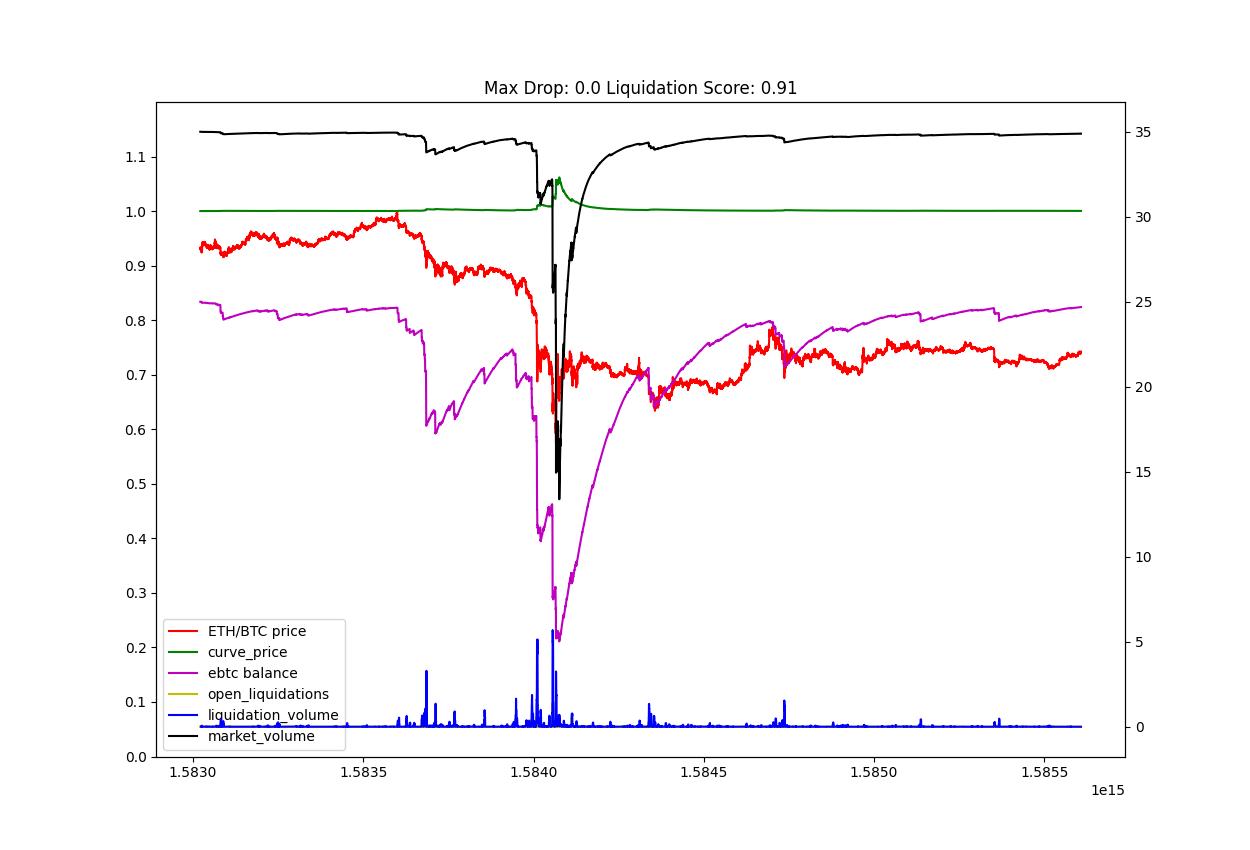 Max Drop: 0.0 Liquidation Score: 0.91
1.1
1.0
0.9
0.8
0.7
0.6
0.5
0.4
0.3
0.2
0.1
0.0
35
30
25
20
15
10
5
0
ETH/BTC price
curve_price
ebtc balance
open_liquidations
liquidation_volume
market_volume
1.5830 1.5835 1.5840 1.5845 1.5850 1.5855
1e15